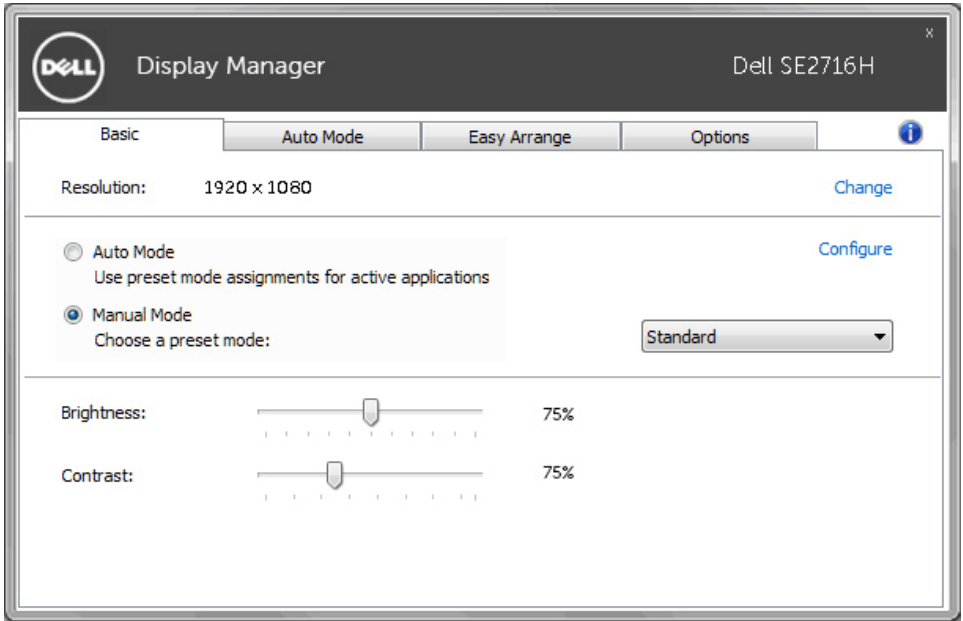 DELL Display Manager Dell SE2716H x
Basic Auto Mode Easy Arrange Options i
Resolution: 1920 x 1080 Change
Auto Mode Configure
Use preset mode assignments for active applications
Manual Mode
Choose a preset mode: Standard
Brightness: 75%
Contrast: 75%